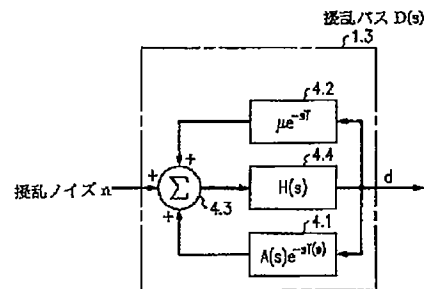 擾乱パス D(s)
1.3
4.2
μe^-sT
4.4
+
+
擾乱ノイズ n
Σ
H(s)
d
+
4.3
4.1
A(s)e^-sT(s)